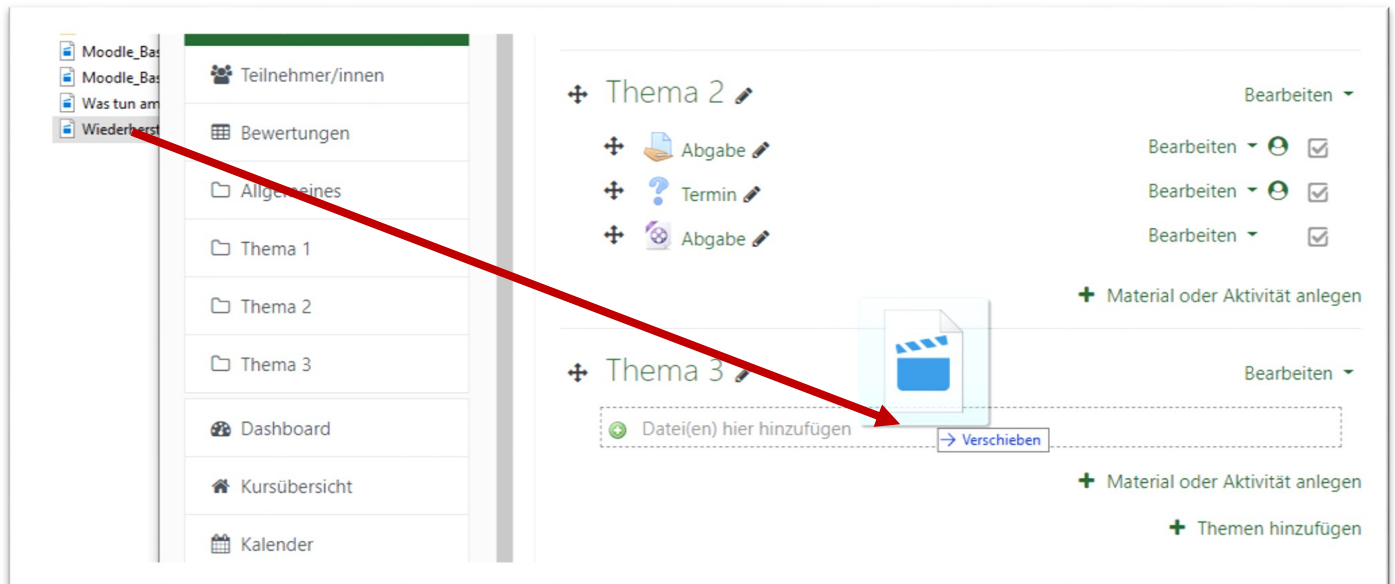 Moodle_Bas
Moodle_Bas
Was tun am
Wiederherst
Teilnehmer/innen
Bewertungen
Allgemeines
Thema 1
Thema 2
Thema 3
Dashboard
Kursübersicht
Kalender
Thema 2 Bearbeiten
Abgabe Bearbeiten
Termin Bearbeiten
Abgabe Bearbeiten
Material oder Aktivität anlegen
Thema 3 Bearbeiten
Datei(en) hier hinzufügen
Verschieben
Material oder Aktivität anlegen
Themen hinzufügen